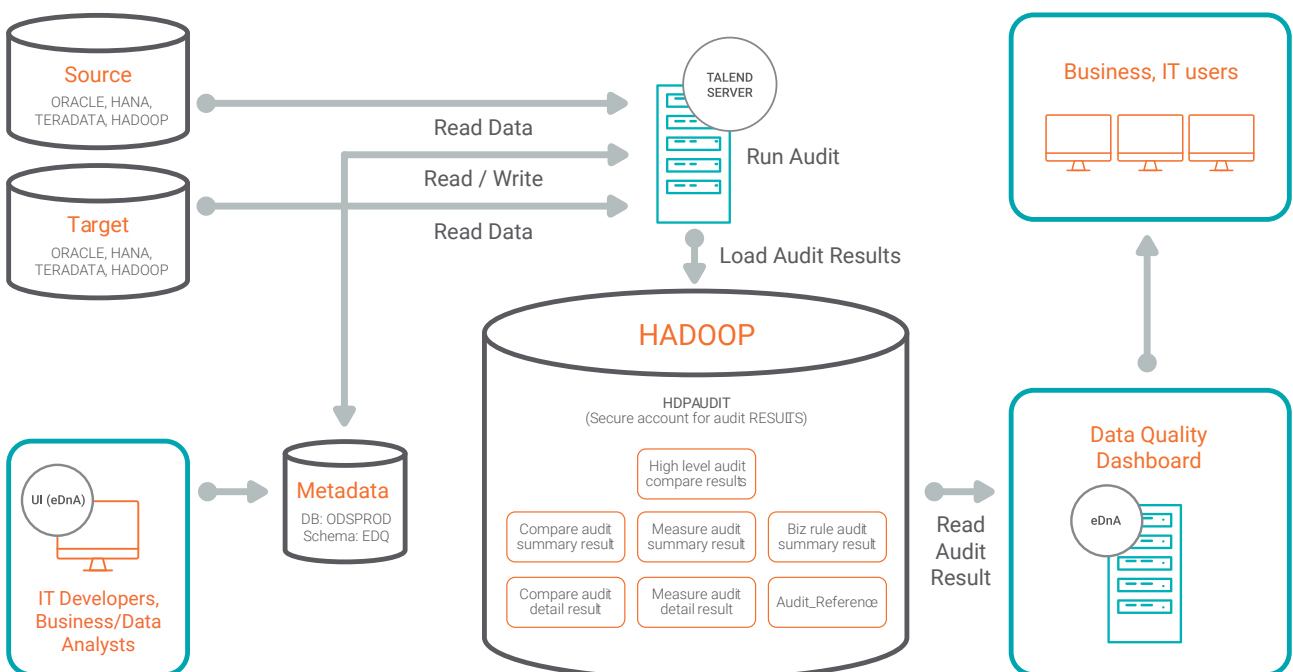 Source
ORACLE, HANA,
TERADATA, HADOOP
Target
ORACLE, HANA,
TERADATA, HADOOP
Read Data
Read / Write
Read Data
TALEND
SERVER
Run Audit
Load Audit Results
Business, IT users
UI (eDnA)
IT Developers,
Business/Data
Analysts
Metadata
DB: ODSPROD
Schema: EDQ
HADOOP
HDPAUDIT
(Secure account for audit RESULTS)
High level audit
compare results
Compare audit
summary result
Measure audit
summary result
Biz rule audit
summary result
Compare audit
detail result
Measure audit
detail result
Audit_Reference
Read
Audit
Result
Data Quality
Dashboard
eDnA